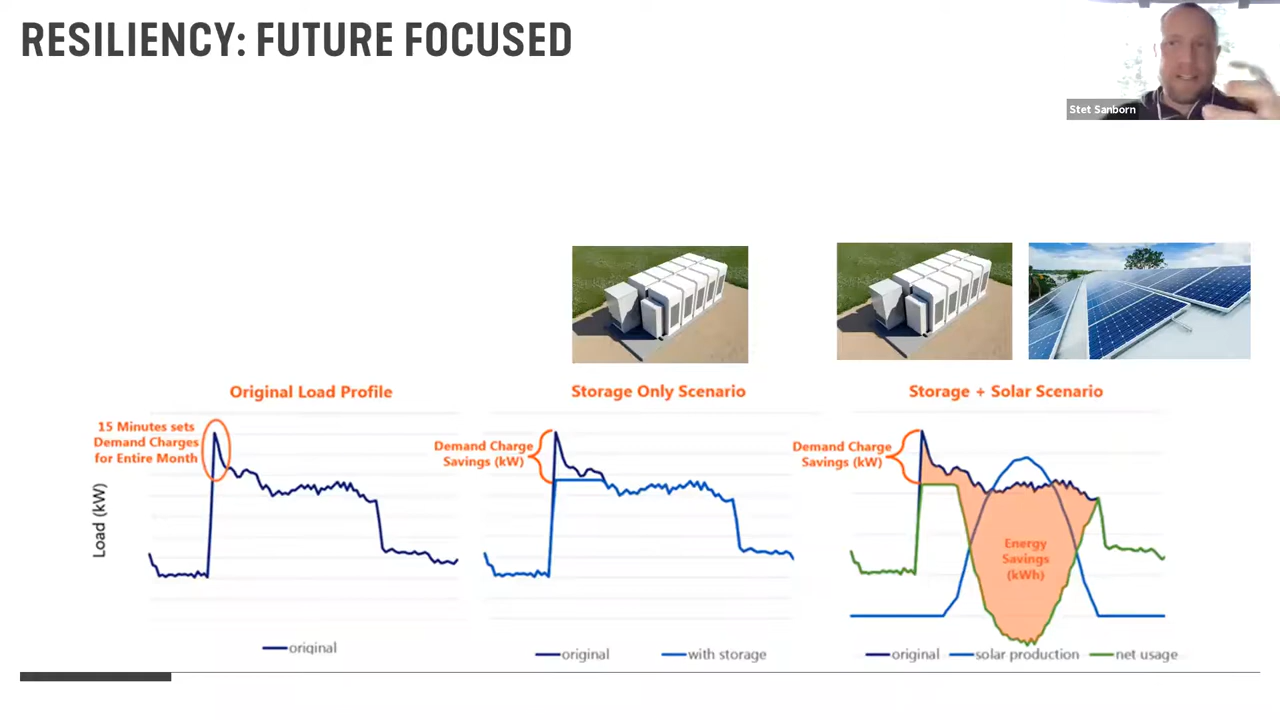 RESILIENCY: FUTURE FOCUSED
Stet Sanborn
Original Load Profile
Storage Only Scenario
Storage + Solar Scenario
15 Minutes sets
Demand Charges
for Entire Month
Demand Charge
Savings (kW)
Demand Charge
Savings (kW)
Load (kW)
Energy
Savings
(kWh)
original
original
with storage
original
solar production
net usage